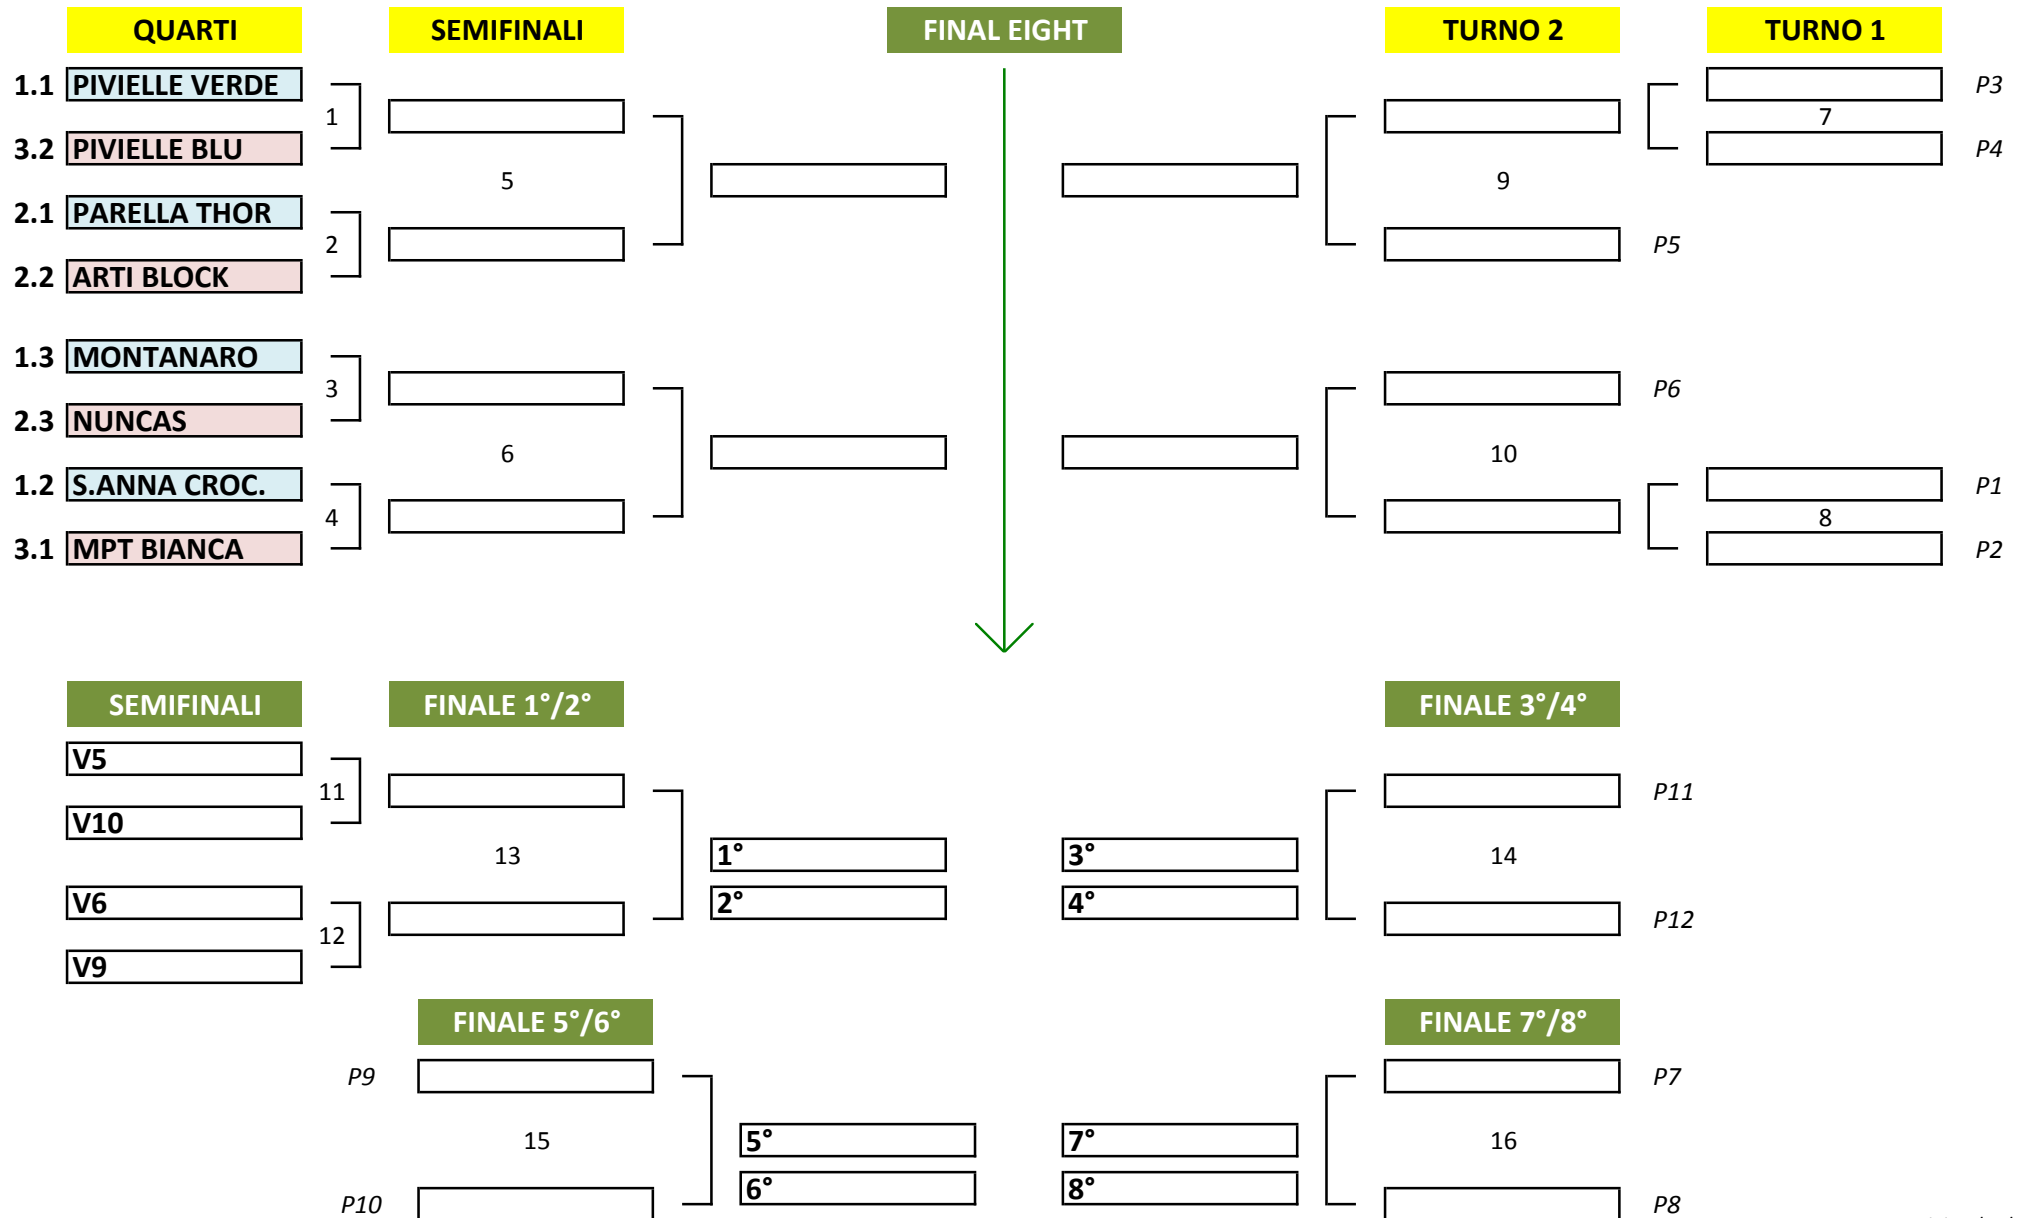 QUARTI SEMIFINALI FINAL EIGHT TURNO 2 TURNO 1
1.1 PIVIELLE VERDE P3
1 7
3.2 PIVIELLE BLU P4
5 9
2.1 PARELLA THOR
2 P5
2.2 ARTI BLOCK
1.3 MONTANARO
3 P6
2.3 NUNCAS
6 10
1.2 S.ANNA CROC. P1
4 8
3.1 MPT BIANCA P2
SEMIFINALI FINALE 1°/2° FINALE 3°/4°
V5
11 P11
V10
13 1° 3° 14
V6 2° 4°
12 P12
V9
FINALE 5°/6° FINALE 7°/8°
P9 P7
15 5° 7° 16
6° 8°
P10 P8